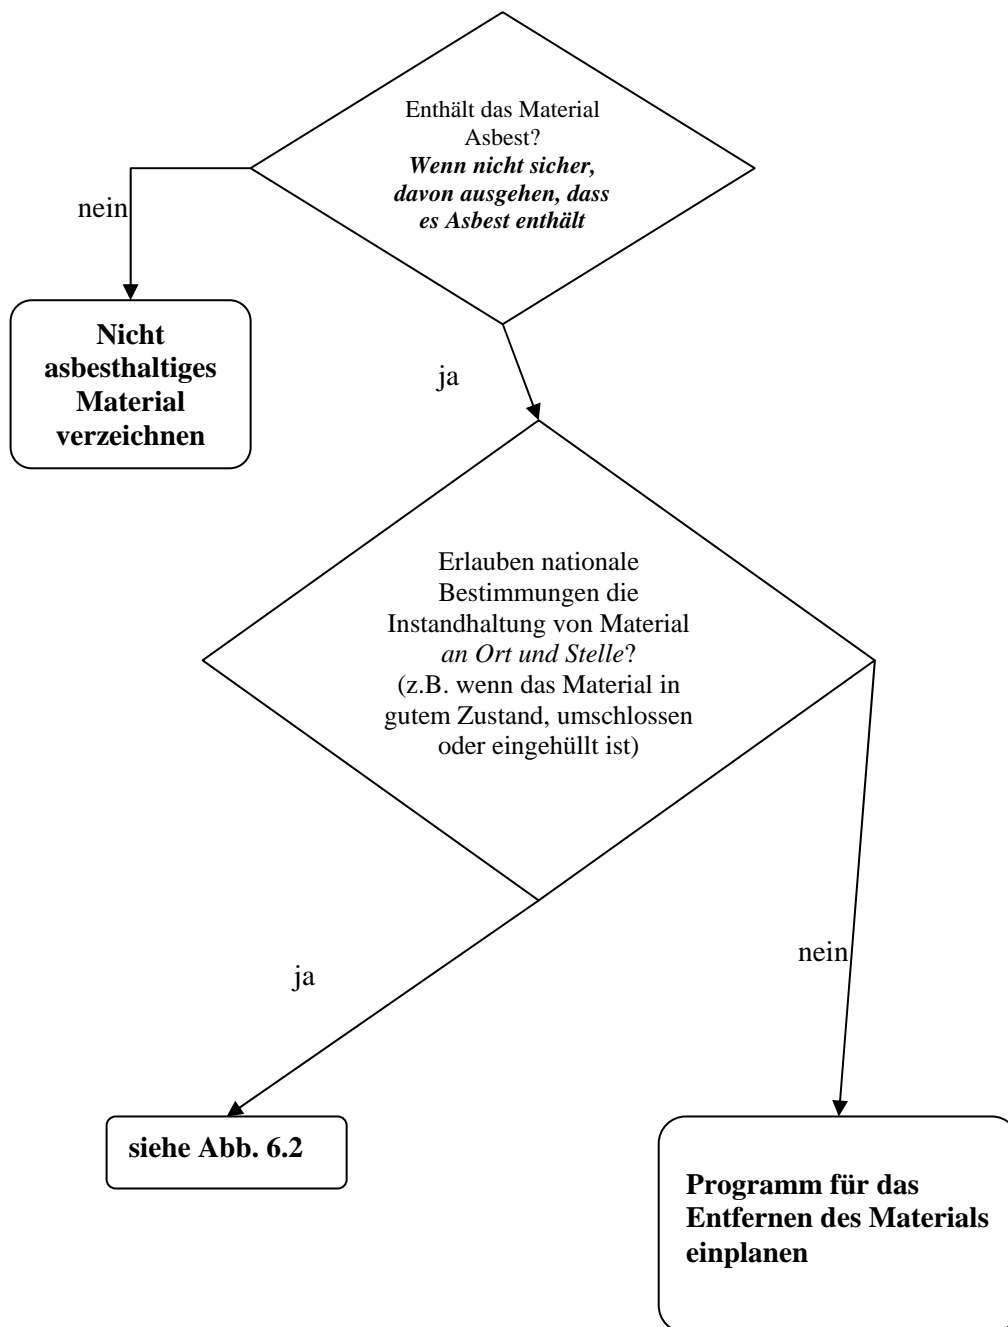 Enthält das Material
Asbest?
Wenn nicht sicher,
davon ausgehen, dass
es Asbest enthält
nein
Nicht
asbesthaltiges
Material
verzeichnen
ja
Erlauben nationale
Bestimmungen die
Instandhaltung von Material
an Ort und Stelle?
(z.B. wenn das Material in
gutem Zustand, umschlossen
oder eingehüllt ist)
ja
nein
siehe Abb. 6.2
Programm für das
Entfernen des Materials
einplanen